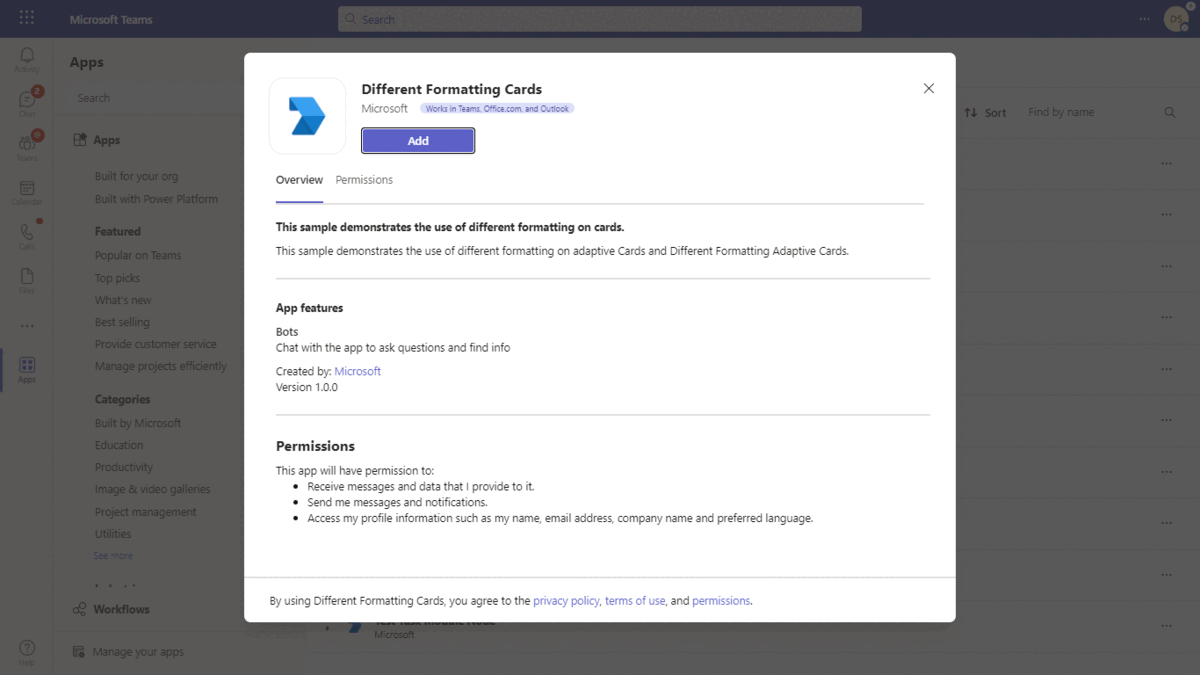 Microsoft Teams
Search
DS
Activity
2
Chat
Teams
Calendar
Calls
Files
Apps
Help
Apps
Search
Apps
Built for your org
Built with Power Platform
Featured
Popular on Teams
Top picks
What's new
Best selling
Provide customer service
Manage projects efficiently
Categories
Built by Microsoft
Education
Productivity
Image & video galleries
Project management
Utilities
See more
Workflows
Manage your apps
Sort
Find by name
Different Formatting Cards
Microsoft Works in Teams, Office.com, and Outlook
Add
Overview Permissions
This sample demonstrates the use of different formatting on cards.
This sample demonstrates the use of different formatting on adaptive Cards and Different Formatting Adaptive Cards.
App features
Bots
Chat with the app to ask questions and find info
Created by: Microsoft
Version 1.0.0
Permissions
This app will have permission to:
Receive messages and data that I provide to it.
Send me messages and notifications.
Access my profile information such as my name, email address, company name and preferred language.
By using Different Formatting Cards, you agree to the privacy policy, terms of use, and permissions.
Test Task Module Node
Microsoft